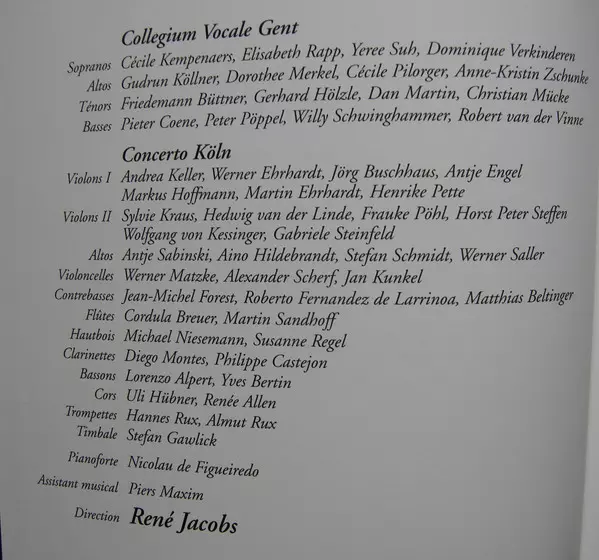 Collegium Vocale Gent
Sopranos Cécile Kempenaers, Elisabeth Rapp, Yeree Suh, Dominique Verkinderen
Altos Gudrun Köllner, Dorothee Merkel, Cécile Pilorger, Anne-Kristin Zschunke
Ténors Friedemann Büttner, Gerhard Hölzle, Dan Martin, Christian Mücke
Basses Pieter Coene, Peter Pöppel, Willy Schwinghammer, Robert van der Vinne
Concerto Köln
Violons I Andrea Keller, Werner Ehrhardt, Jörg Buschhaus, Antje Engel
Markus Hoffmann, Martin Ehrhardt, Henrike Pette
Violons II Sylvie Kraus, Hedwig van der Linde, Frauke Pöhl, Horst Peter Steffen
Wolfgang von Kessinger, Gabriele Steinfeld
Altos Antje Sabinski, Aino Hildebrandt, Stefan Schmidt, Werner Saller
Violoncelles Werner Matzke, Alexander Scherf, Jan Kunkel
Contrebasses Jean-Michel Forest, Roberto Fernandez de Larrinoa, Matthias Beltinger
Flûtes Cordula Breuer, Martin Sandhoff
Hautbois Michael Niesemann, Susanne Regel
Clarinettes Diego Montes, Philippe Castejon
Bassons Lorenzo Alpert, Yves Bertin
Cors Uli Hübner, Renée Allen
Trompettes Hannes Rux, Almut Rux
Timbale Stefan Gawlick
Pianoforte Nicolau de Figueiredo
Assistant musical Piers Maxim
Direction René Jacobs